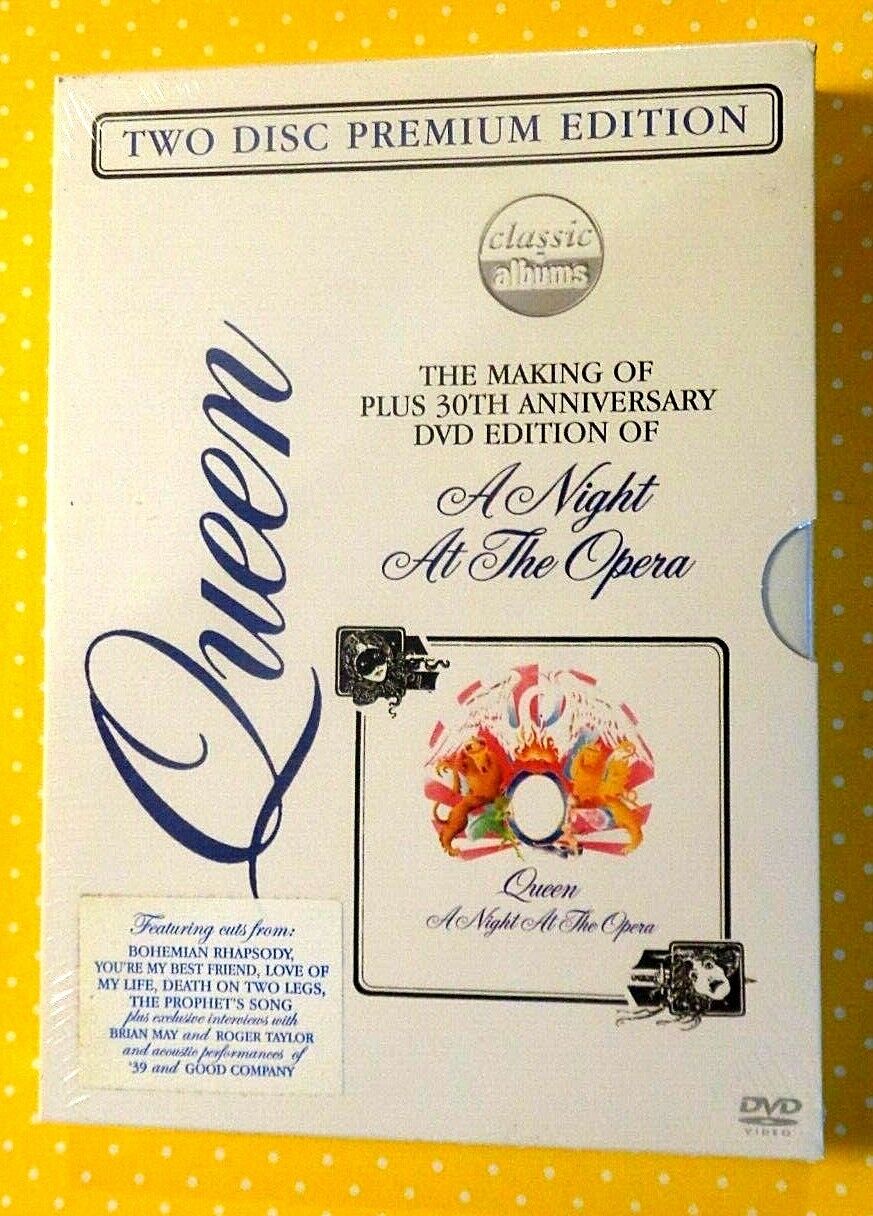 TWO DISC PREMIUM EDITION
classic
albums
THE MAKING OF
PLUS 30TH ANNIVERSARY
DVD EDITION OF
A Night
At The Opera
Queen
Queen
A Night At The Opera
Featuring cuts from:
BOHEMIAN RHAPSODY,
YOU'RE MY BEST FRIEND, LOVE OF
MY LIFE, DEATH ON TWO LEGS,
THE PROPHET'S SONG
plus exclusive interviews with
BRIAN MAY and ROGER TAYLOR
and acoustic performances of
'39 and GOOD COMPANY
DVD
VIDEO